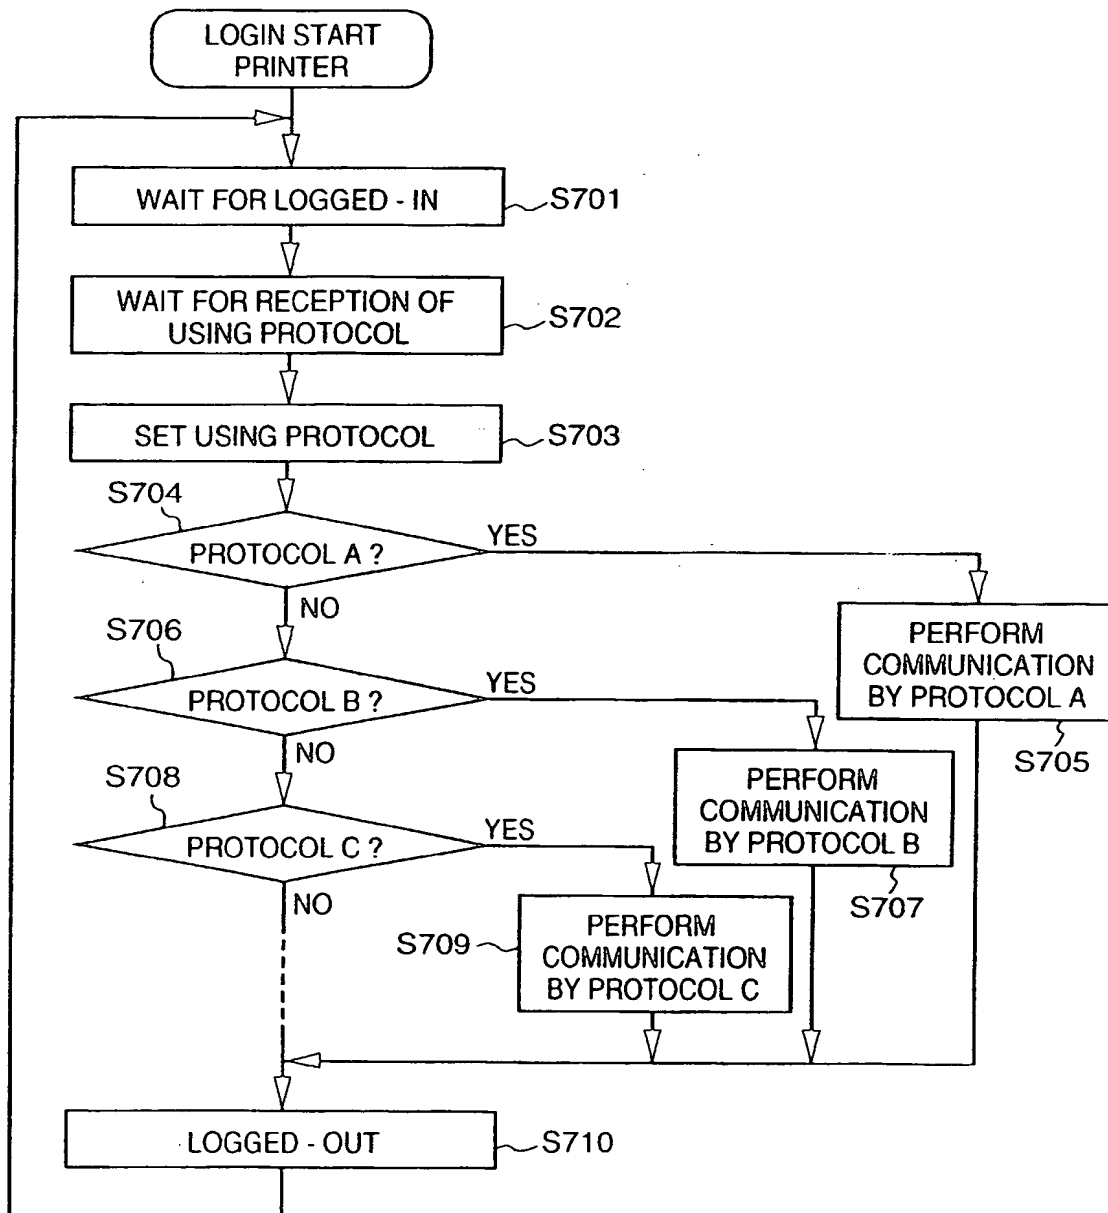 LOGIN START
PRINTER
WAIT FOR LOGGED - IN
S701
WAIT FOR RECEPTION OF
USING PROTOCOL
S702
SET USING PROTOCOL
S703
S704
PROTOCOL A ?
YES
NO
PERFORM
COMMUNICATION
BY PROTOCOL A
S705
S706
PROTOCOL B ?
YES
NO
PERFORM
COMMUNICATION
BY PROTOCOL B
S707
S708
PROTOCOL C ?
YES
NO
S709
PERFORM
COMMUNICATION
BY PROTOCOL C
LOGGED - OUT
S710